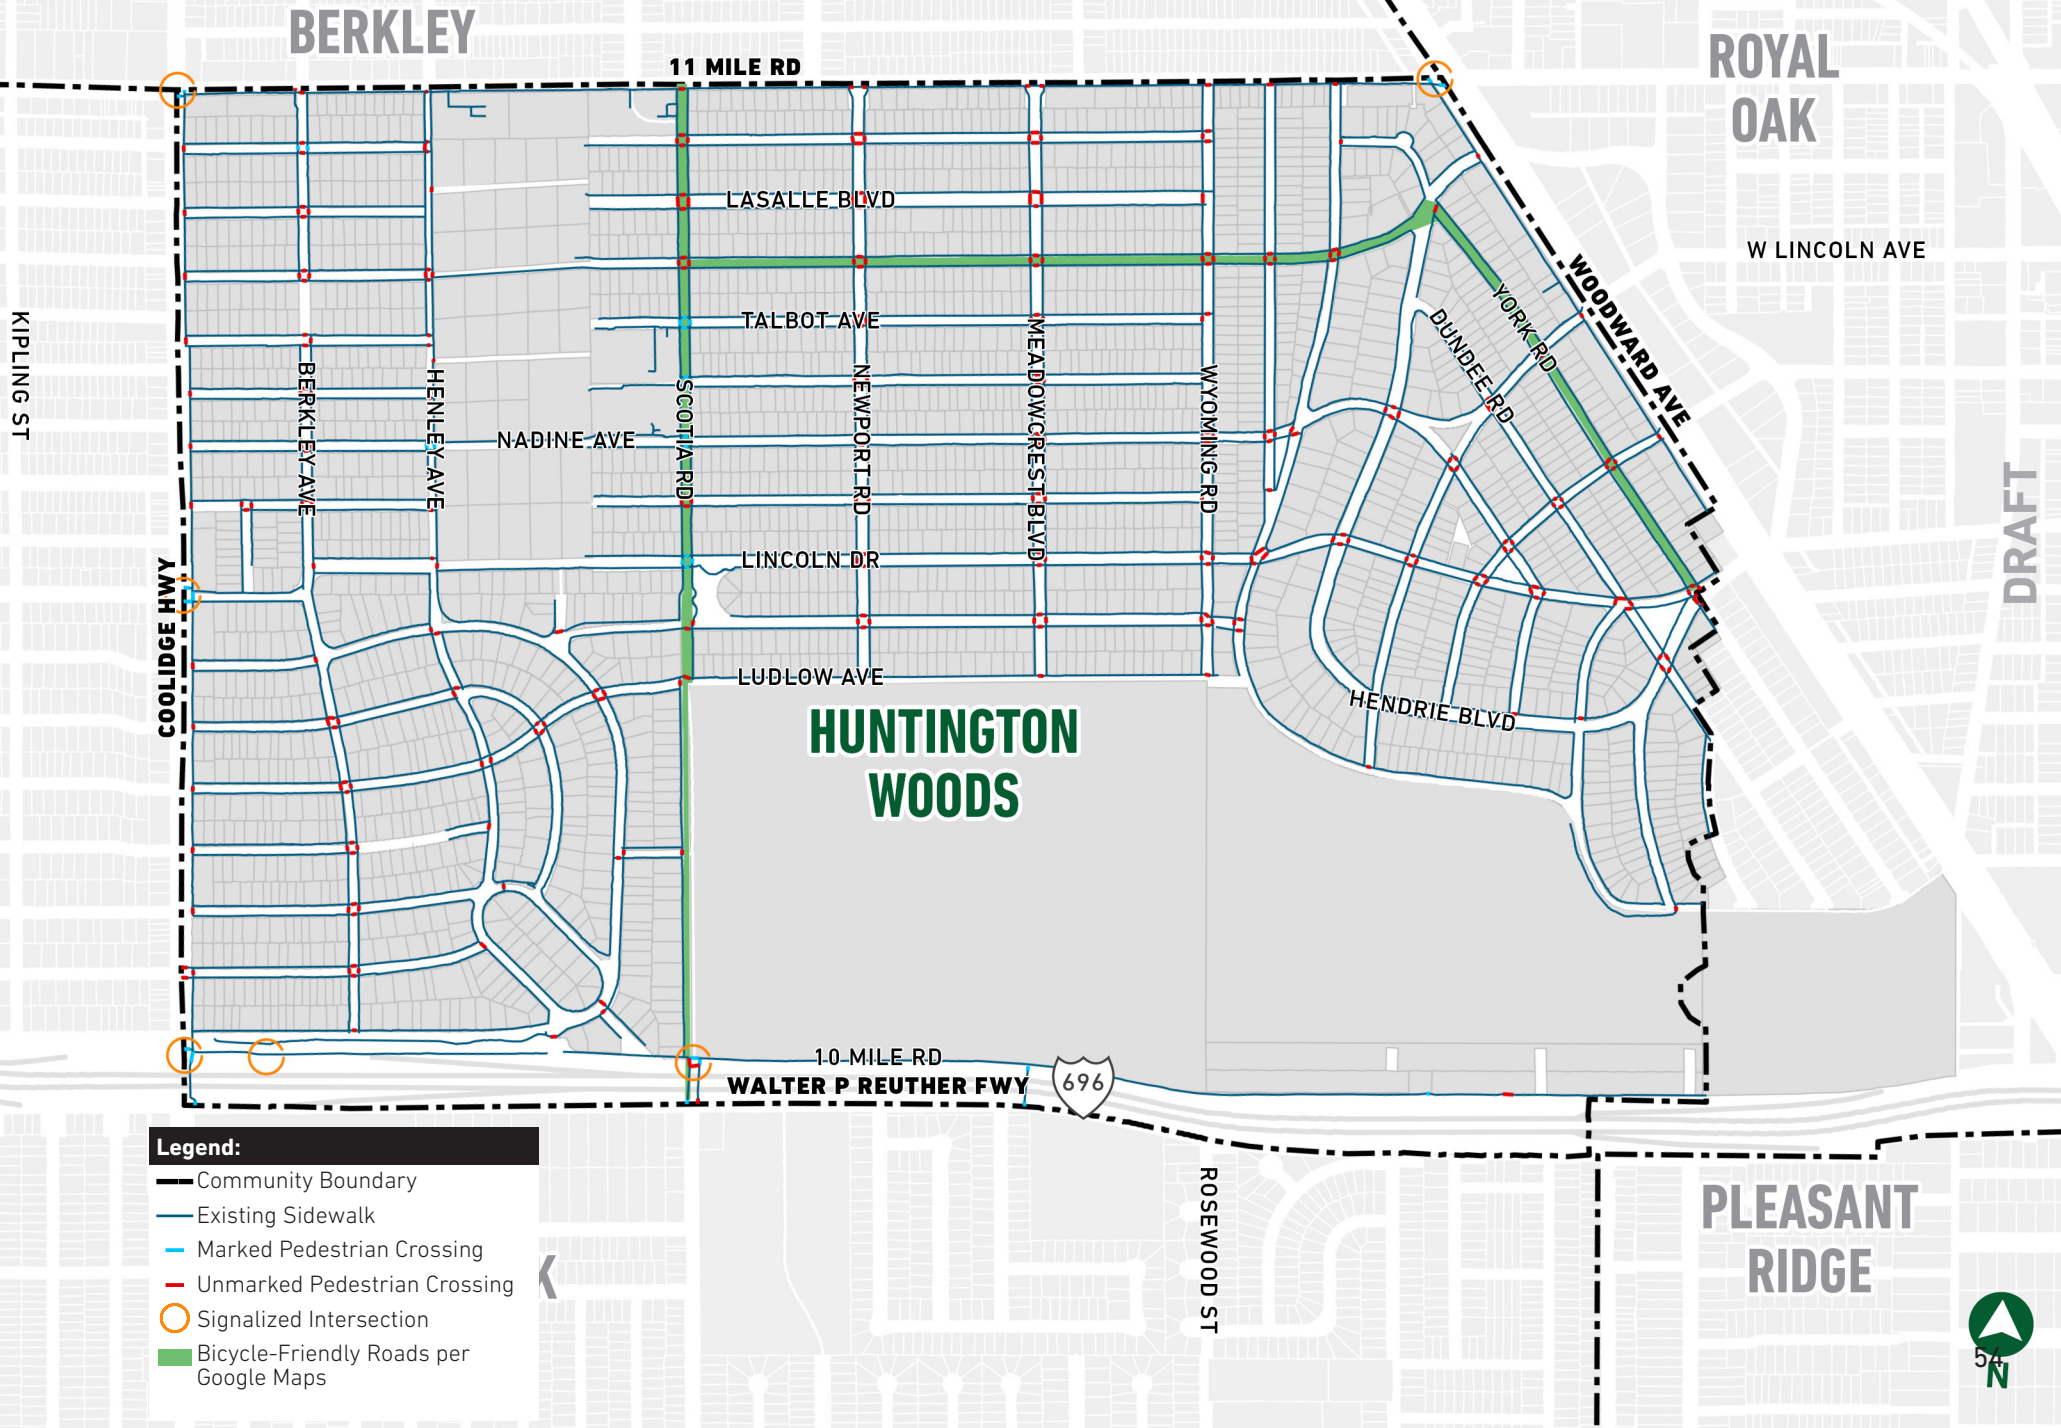 BERKLEY
11 MILE RD
ROYAL
OAK
LASALLE BLVD
W LINCOLN AVE
WOODWARD AVE
YORK RD
DUNDEE RD
TALBOT AVE
KIPLING ST
BERKLEY AVE
HENLEY AVE
SCOTIA RD
NEWPORT RD
MEADOWCREST BLVD
WYOMING RD
NADINE AVE
DRAFT
LINCOLN DR
COOLIDGE HWY
LUDLOW AVE
HENDRIE BLVD
HUNTINGTON
WOODS
10 MILE RD
WALTER P REUTHER FWY
696
Legend:
Community Boundary
Existing Sidewalk
Marked Pedestrian Crossing
Unmarked Pedestrian Crossing
Signalized Intersection
Bicycle-Friendly Roads per
Google Maps
K
ROSEWOOD ST
PLEASANT
RIDGE
54
N